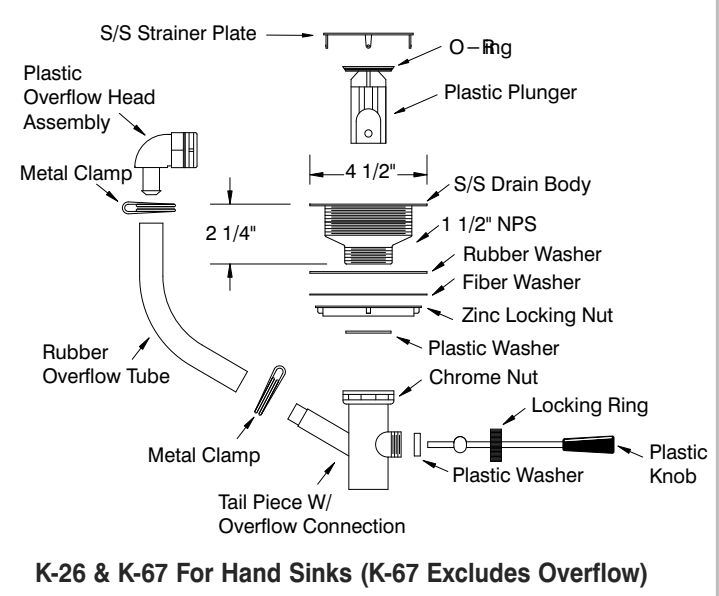 S/S Strainer Plate
O-Ring
Plastic
Overflow Head
Assembly
Plastic Plunger
Metal Clamp
4 1/2"
S/S Drain Body
2 1/4"
1 1/2" NPS
Rubber Washer
Fiber Washer
Zinc Locking Nut
Plastic Washer
Rubber
Overflow Tube
Chrome Nut
Locking Ring
Metal Clamp
Plastic
Knob
Plastic Washer
Tail Piece W/
Overflow Connection
K-26 & K-67 For Hand Sinks (K-67 Excludes Overflow)